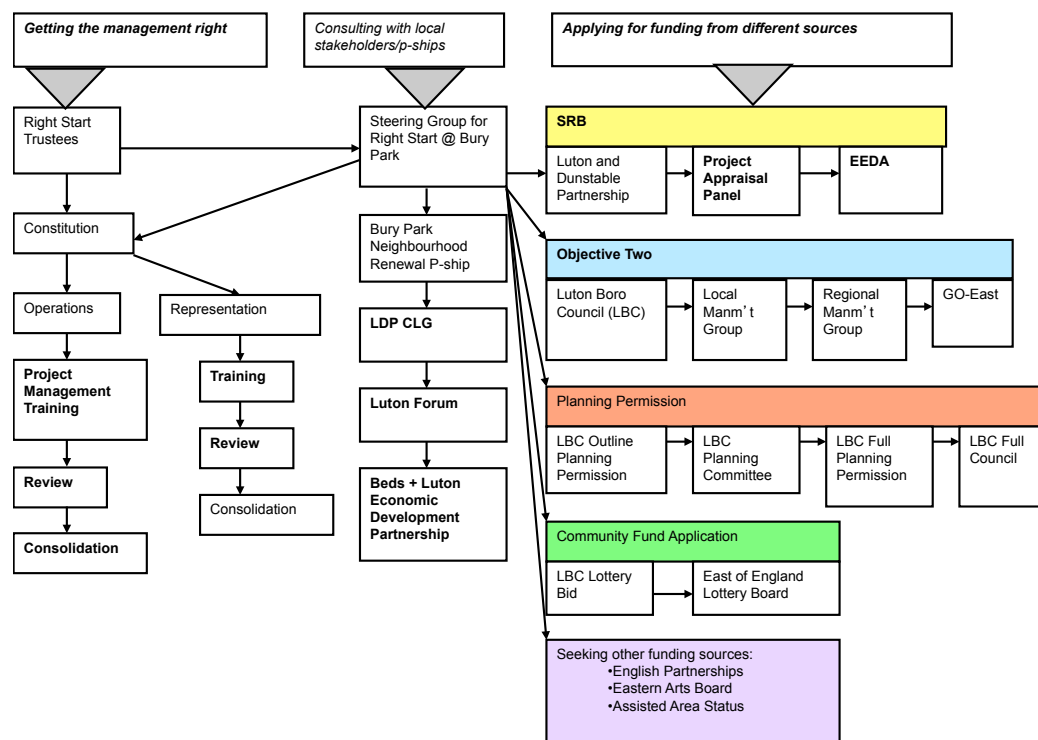 Getting the management right
Consulting with local
stakeholders/p-ships
Applying for funding from different sources
Right Start
Trustees
Constitution
Operations
Project
Management
Training
Review
Consolidation
Representation
Training
Review
Consolidation
Steering Group for
Right Start @ Bury
Park
Bury Park
Neighbourhood
Renewal P-ship
LDP CLG
Luton Forum
Beds + Luton
Economic
Development
Partnership
SRB
Luton and
Dunstable
Partnership
Project
Appraisal
Panel
EEDA
Objective Two
Luton Boro
Council (LBC)
Local
Manm’t
Group
Regional
Manm’t
Group
GO-East
Planning Permission
LBC Outline
Planning
Permission
LBC
Planning
Committee
LBC Full
Planning
Permission
LBC Full
Council
Community Fund Application
LBC Lottery
Bid
East of England
Lottery Board
Seeking other funding sources:
•English Partnerships
•Eastern Arts Board
•Assisted Area Status